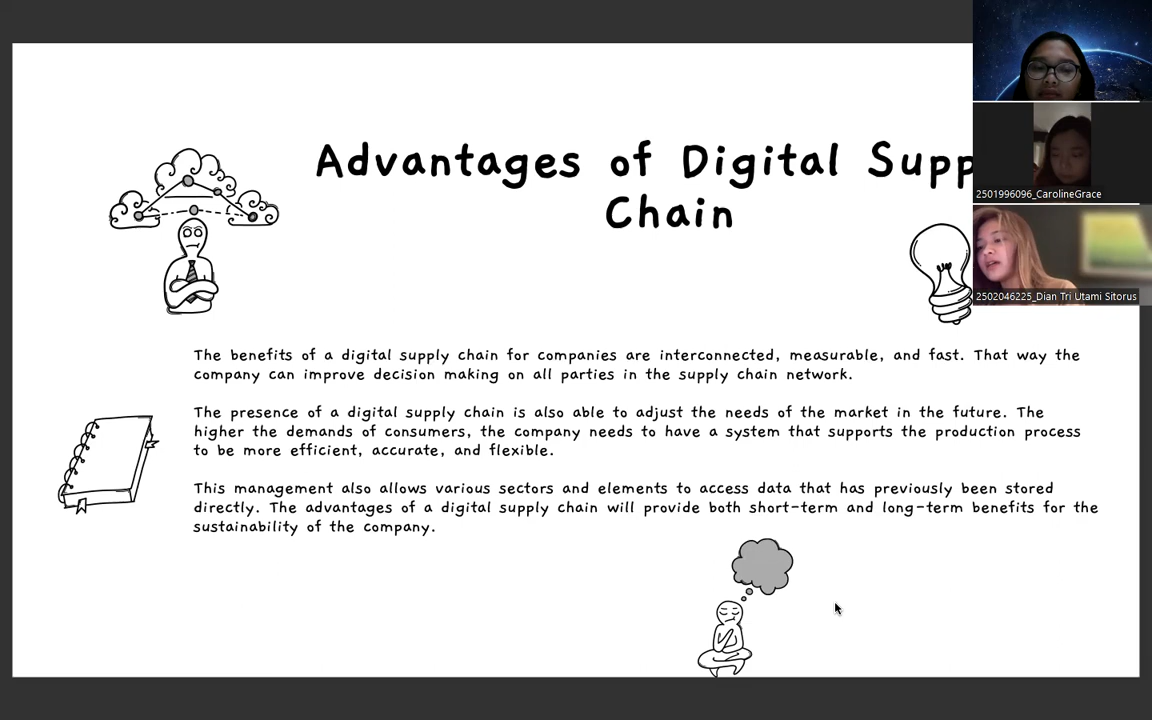 Advantages of Digital Supp
Chain
The benefits of a digital supply chain for companies are interconnected, measurable, and fast. That way the
company can improve decision making on all parties in the supply chain network.
The presence of a digital supply chain is also able to adjust the needs of the market in the future. The
higher the demands of consumers, the company needs to have a system that supports the production process
to be more efficient, accurate, and flexible.
This management also allows various sectors and elements to access data that has previously been stored
directly. The advantages of a digital supply chain will provide both short-term and long-term benefits for the
sustainability of the company.
2501996096_CarolineGrace
2502046225_Dian Tri Utami Sitorus